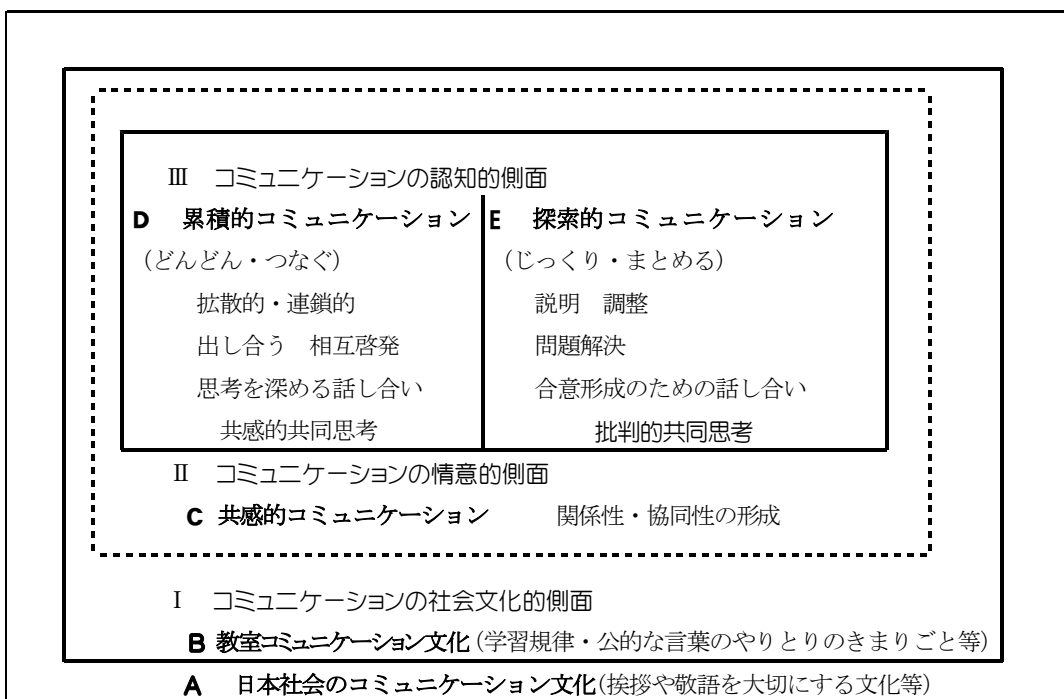 Ⅲ コミュニケーションの認知的側面
D 累積的コミュニケーション
(どんどん・つなぐ)
拡散的・連鎖的
出し合う 相互啓発
思考を深める話し合い
共感的共同思考
E 探索的コミュニケーション
(じっくり・まとめる)
説明 調整
問題解決
合意形成のための話し合い
批判的共同思考
Ⅱ コミュニケーションの情意的側面
C 共感的コミュニケーション 関係性・協同性の形成
Ⅰ コミュニケーションの社会文化的側面
B 教室コミュニケーション文化(学習規律・公的な言葉のやりとりのきまりごと等)
A 日本社会のコミュニケーション文化(挨拶や敬語を大切にする文化等)